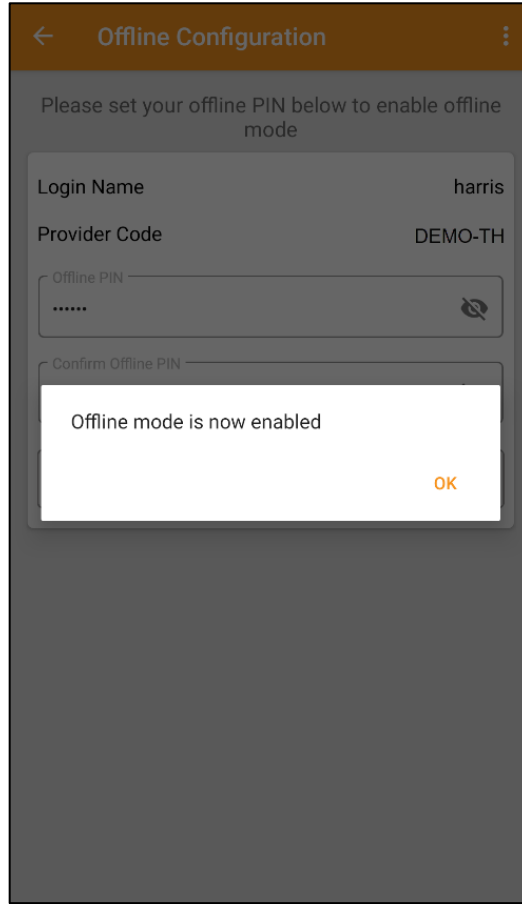 Offline Configuration
Please set your offline PIN below to enable offline
mode
Login Name harris
Provider Code DEMO-TH
Offline PIN
••••••
Confirm Offline PIN
Offline mode is now enabled
OK